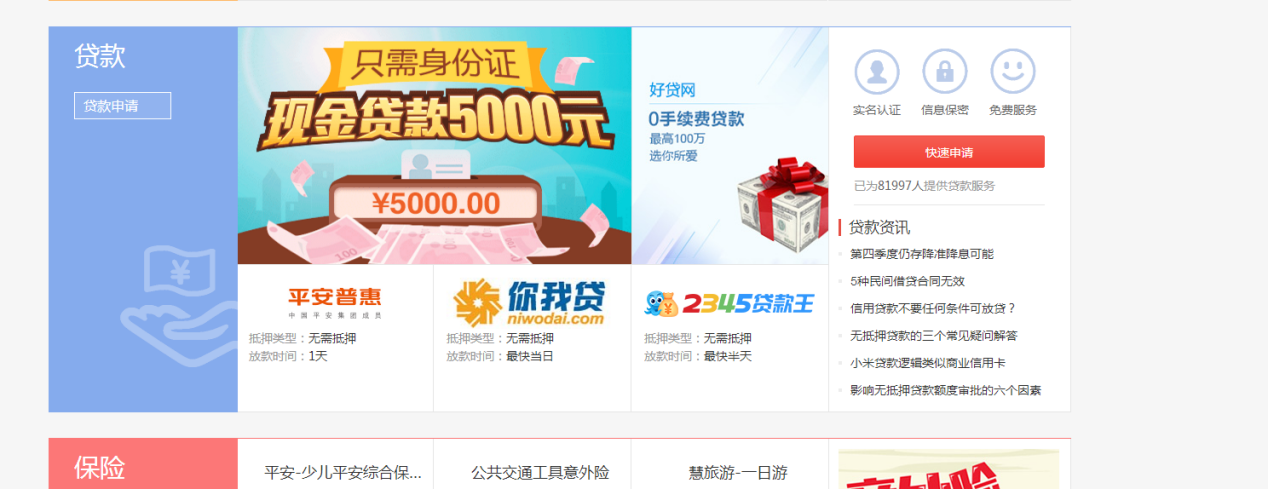 贷款
贷款申请
只需身份证
现金贷款5000元
¥5000.00
100
好贷网
0手续费贷款
最高100万
选你所爱
实名认证
信息保密
免费服务
快速申请
已为81997人提供贷款服务
贷款资讯
第四季度仍存降准降息可能
5种民间借贷合同无效
信用贷款不要任何条件可放贷？
无抵押贷款的三个常见疑问解答
小米贷款逻辑类似商业信用卡
影响无抵押贷款额度审批的六个因素
平安普惠
中国平安集团成员
抵押类型：无需抵押
放款时间：1天
你我贷
niwodai.com
抵押类型：无需抵押
放款时间：最快当日
2345贷款王
抵押类型：无需抵押
放款时间：最快半天
¥
保险
平安-少儿平安综合保...
公共交通工具意外险
慧旅游-一日游